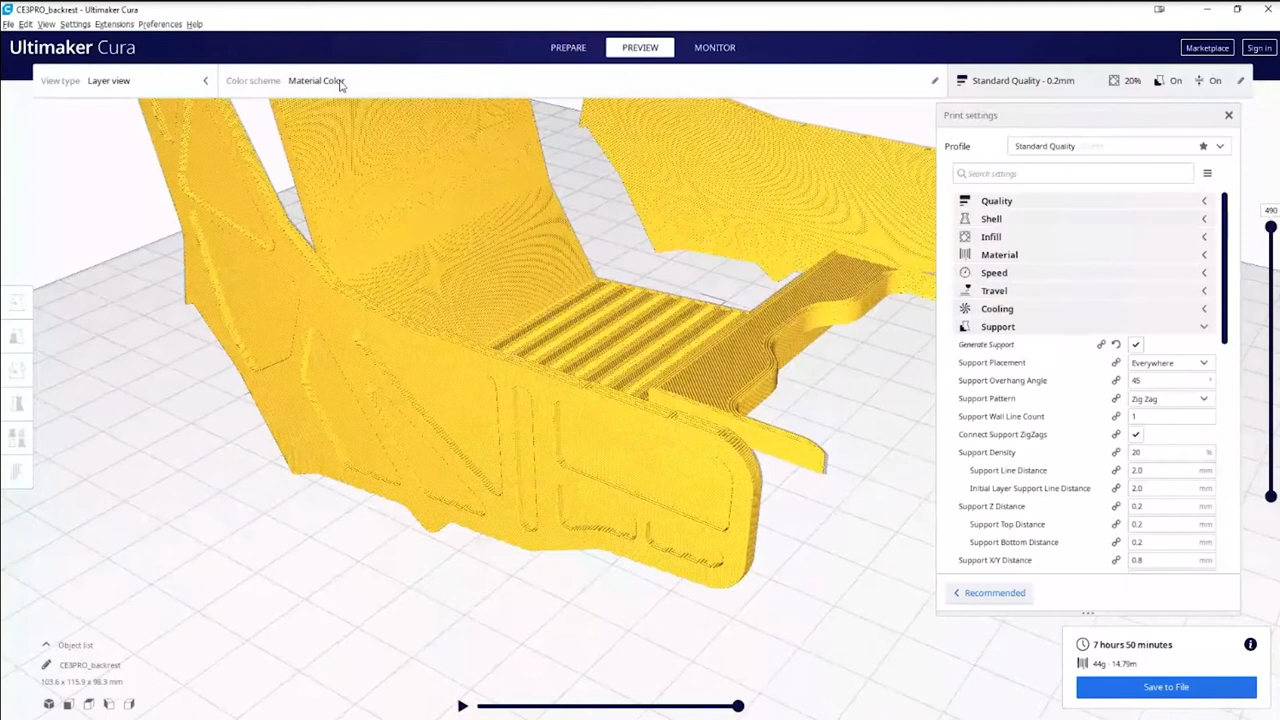 CE3PRO_backrest - Ultimaker Cura
File Edit View Settings Extensions Preferences Help
Ultimaker Cura
PREPARE
PREVIEW
MONITOR
Marketplace
Sign in
View type Layer view
Color scheme Material Color
Standard Quality - 0.2mm
20%
On
On
Print settings
Profile
Standard Quality
Search settings
Quality
Shell
Infill
Material
Speed
Travel
Cooling
Support
Generate Support
Support Placement Everywhere
Support Overhang Angle 45 °
Support Pattern Zig Zag
Support Wall Line Count 1
Connect Support ZigZags
Support Density 20 %
Support Line Distance 2.0 mm
Initial Layer Support Line Distance 2.0 mm
Support Z Distance 0.2 mm
Support Top Distance 0.2 mm
Support Bottom Distance 0.2 mm
Support X/Y Distance 0.8 mm
Recommended
490
Object list
CE3PRO_backrest
103.6 x 115.9 x 98.3 mm
7 hours 50 minutes
44g · 14.79m
Save to File